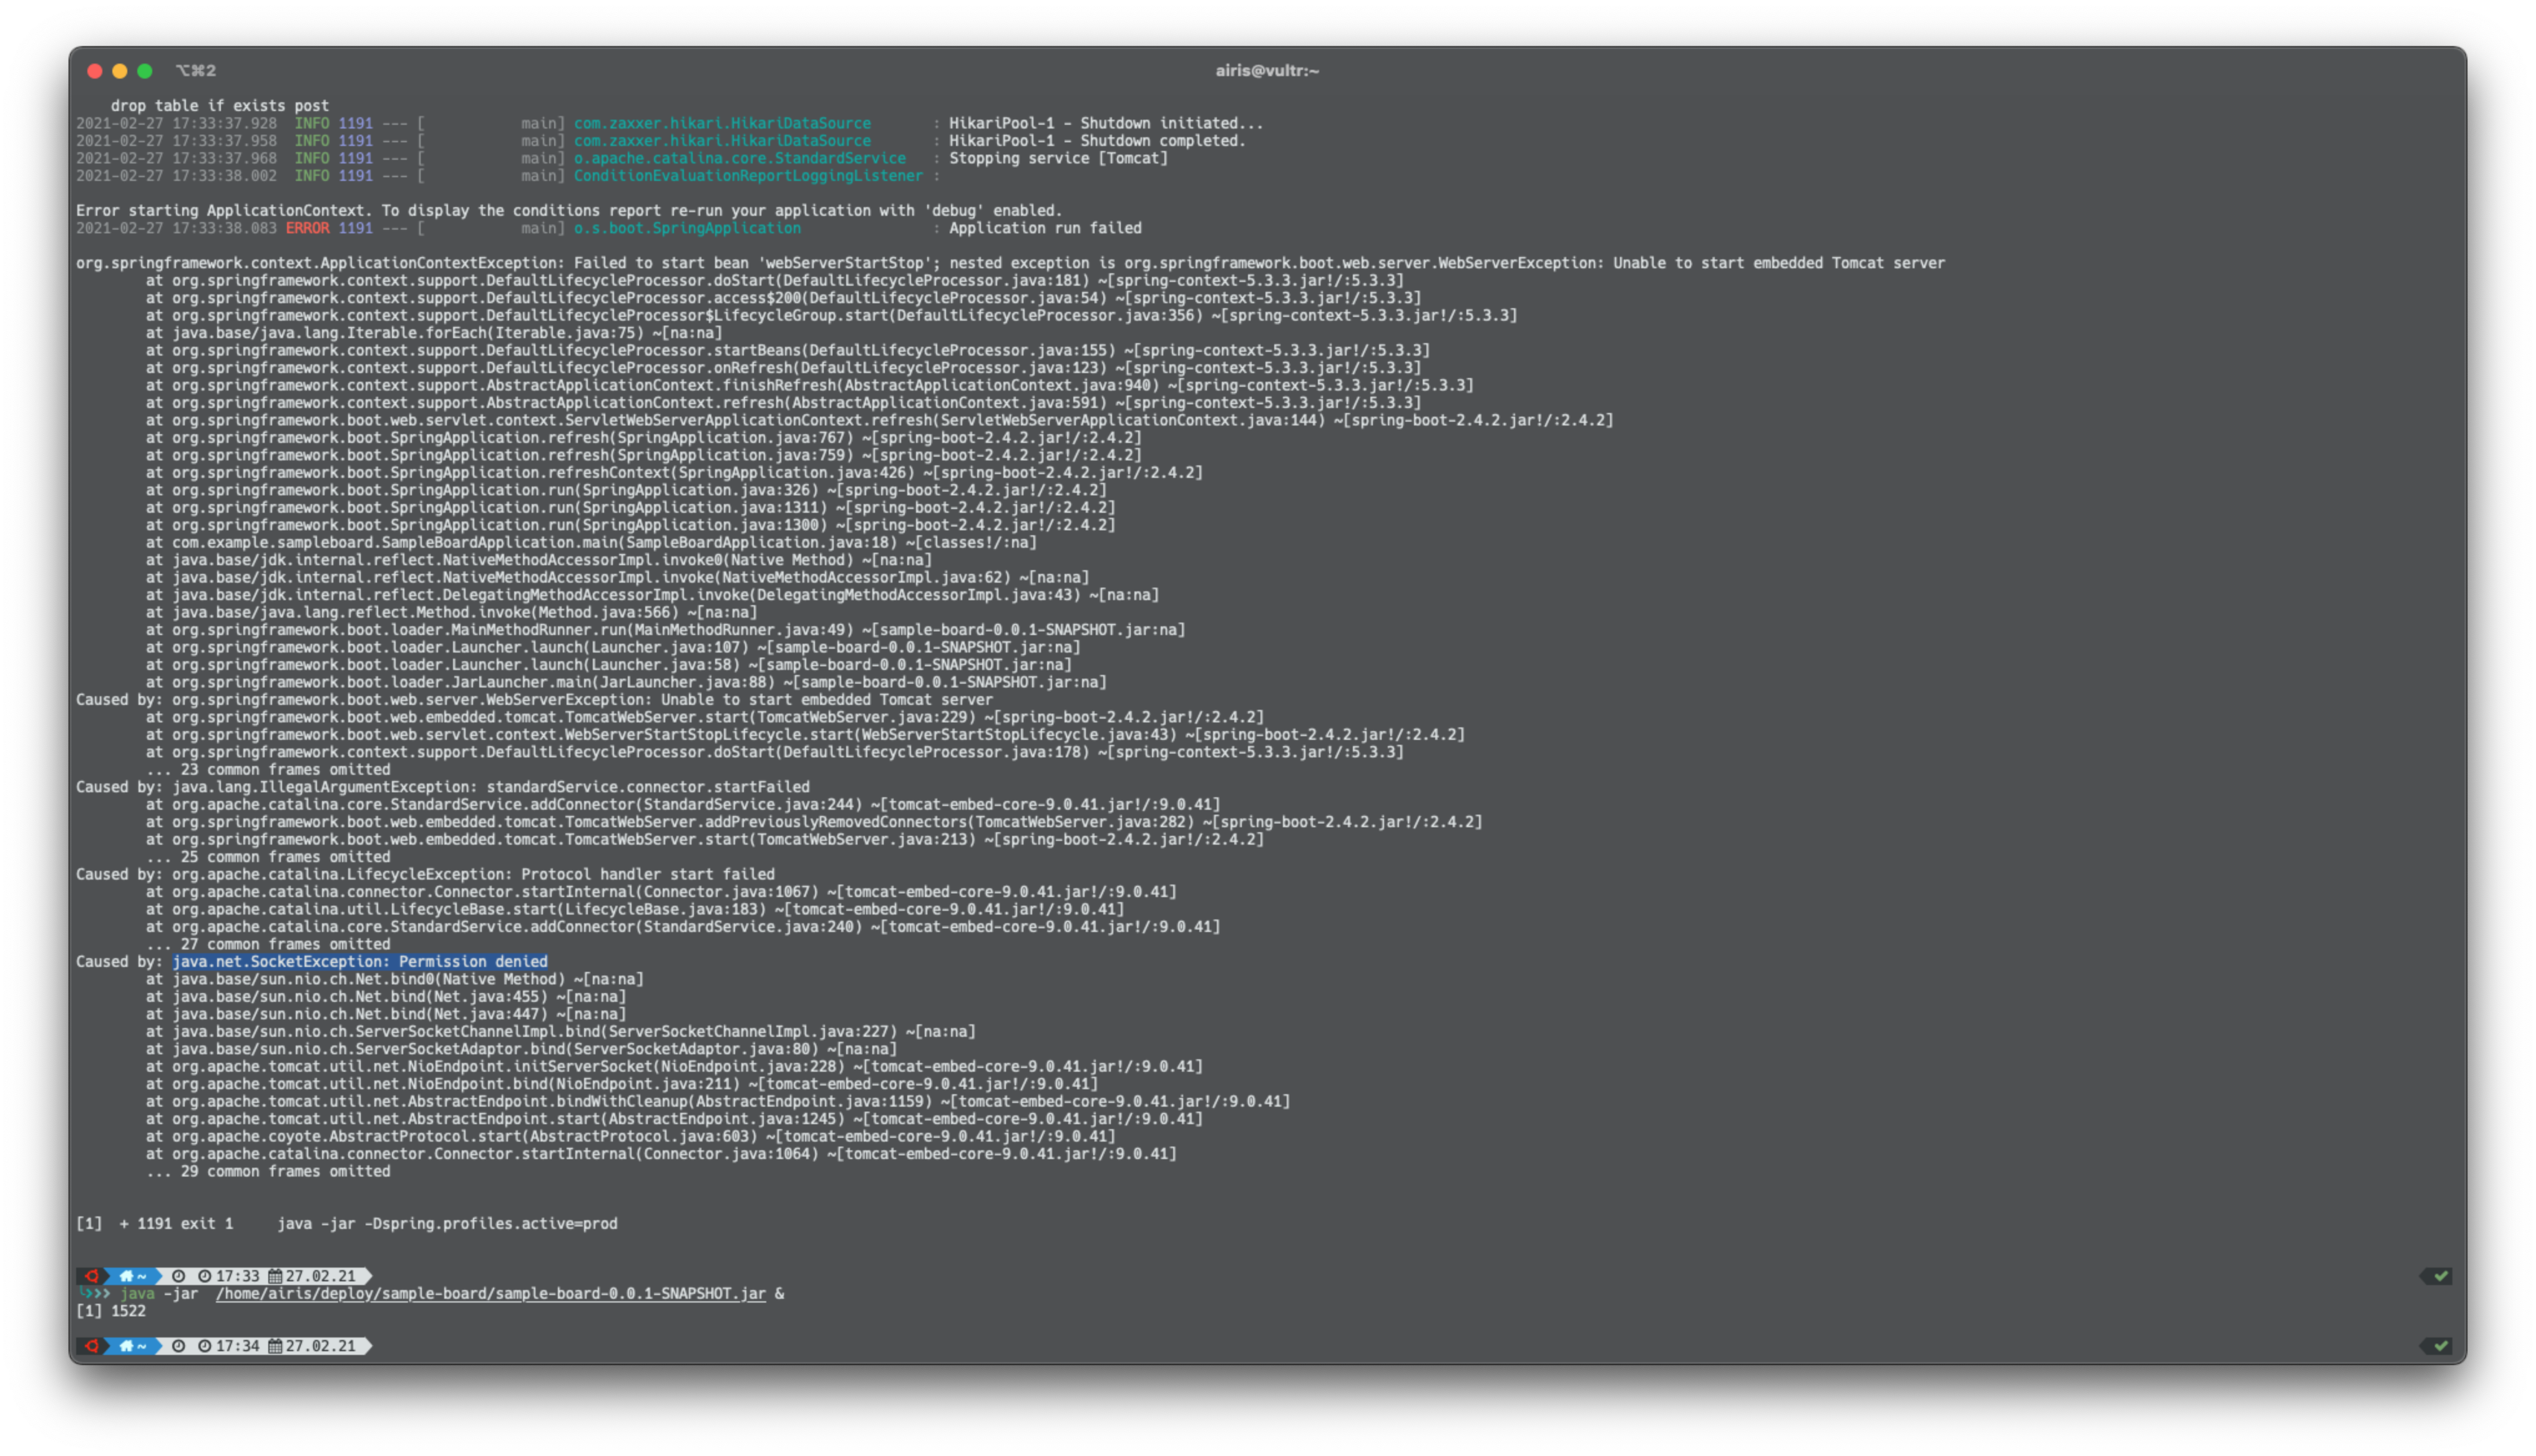 ⌥⌘2
airis@vultr:~
drop table if exists post
2021-02-27 17:33:37.928  INFO 1191 --- [           main] com.zaxxer.hikari.HikariDataSource       : HikariPool-1 - Shutdown initiated...
2021-02-27 17:33:37.958  INFO 1191 --- [           main] com.zaxxer.hikari.HikariDataSource       : HikariPool-1 - Shutdown completed.
2021-02-27 17:33:37.968  INFO 1191 --- [           main] o.apache.catalina.core.StandardService   : Stopping service [Tomcat]
2021-02-27 17:33:38.002  INFO 1191 --- [           main] ConditionEvaluationReportLoggingListener :
Error starting ApplicationContext. To display the conditions report re-run your application with 'debug' enabled.
2021-02-27 17:33:38.083 ERROR 1191 --- [           main] o.s.boot.SpringApplication               : Application run failed
org.springframework.context.ApplicationContextException: Failed to start bean 'webServerStartStop'; nested exception is org.springframework.boot.web.server.WebServerException: Unable to start embedded Tomcat server
at org.springframework.context.support.DefaultLifecycleProcessor.doStart(DefaultLifecycleProcessor.java:181) ~[spring-context-5.3.3.jar!/:5.3.3]
at org.springframework.context.support.DefaultLifecycleProcessor.access$200(DefaultLifecycleProcessor.java:54) ~[spring-context-5.3.3.jar!/:5.3.3]
at org.springframework.context.support.DefaultLifecycleProcessor$LifecycleGroup.start(DefaultLifecycleProcessor.java:356) ~[spring-context-5.3.3.jar!/:5.3.3]
at java.base/java.lang.Iterable.forEach(Iterable.java:75) ~[na:na]
at org.springframework.context.support.DefaultLifecycleProcessor.startBeans(DefaultLifecycleProcessor.java:155) ~[spring-context-5.3.3.jar!/:5.3.3]
at org.springframework.context.support.DefaultLifecycleProcessor.onRefresh(DefaultLifecycleProcessor.java:123) ~[spring-context-5.3.3.jar!/:5.3.3]
at org.springframework.context.support.AbstractApplicationContext.finishRefresh(AbstractApplicationContext.java:940) ~[spring-context-5.3.3.jar!/:5.3.3]
at org.springframework.context.support.AbstractApplicationContext.refresh(AbstractApplicationContext.java:591) ~[spring-context-5.3.3.jar!/:5.3.3]
at org.springframework.boot.web.servlet.context.ServletWebServerApplicationContext.refresh(ServletWebServerApplicationContext.java:144) ~[spring-boot-2.4.2.jar!/:2.4.2]
at org.springframework.boot.SpringApplication.refresh(SpringApplication.java:767) ~[spring-boot-2.4.2.jar!/:2.4.2]
at org.springframework.boot.SpringApplication.refresh(SpringApplication.java:759) ~[spring-boot-2.4.2.jar!/:2.4.2]
at org.springframework.boot.SpringApplication.refreshContext(SpringApplication.java:426) ~[spring-boot-2.4.2.jar!/:2.4.2]
at org.springframework.boot.SpringApplication.run(SpringApplication.java:326) ~[spring-boot-2.4.2.jar!/:2.4.2]
at org.springframework.boot.SpringApplication.run(SpringApplication.java:1311) ~[spring-boot-2.4.2.jar!/:2.4.2]
at org.springframework.boot.SpringApplication.run(SpringApplication.java:1300) ~[spring-boot-2.4.2.jar!/:2.4.2]
at com.example.sampleboard.SampleBoardApplication.main(SampleBoardApplication.java:18) ~[classes!/:na]
at java.base/jdk.internal.reflect.NativeMethodAccessorImpl.invoke0(Native Method) ~[na:na]
at java.base/jdk.internal.reflect.NativeMethodAccessorImpl.invoke(NativeMethodAccessorImpl.java:62) ~[na:na]
at java.base/jdk.internal.reflect.DelegatingMethodAccessorImpl.invoke(DelegatingMethodAccessorImpl.java:43) ~[na:na]
at java.base/java.lang.reflect.Method.invoke(Method.java:566) ~[na:na]
at org.springframework.boot.loader.MainMethodRunner.run(MainMethodRunner.java:49) ~[sample-board-0.0.1-SNAPSHOT.jar:na]
at org.springframework.boot.loader.Launcher.launch(Launcher.java:107) ~[sample-board-0.0.1-SNAPSHOT.jar:na]
at org.springframework.boot.loader.Launcher.launch(Launcher.java:58) ~[sample-board-0.0.1-SNAPSHOT.jar:na]
at org.springframework.boot.loader.JarLauncher.main(JarLauncher.java:88) ~[sample-board-0.0.1-SNAPSHOT.jar:na]
Caused by: org.springframework.boot.web.server.WebServerException: Unable to start embedded Tomcat server
at org.springframework.boot.web.embedded.tomcat.TomcatWebServer.start(TomcatWebServer.java:229) ~[spring-boot-2.4.2.jar!/:2.4.2]
at org.springframework.boot.web.servlet.context.WebServerStartStopLifecycle.start(WebServerStartStopLifecycle.java:43) ~[spring-boot-2.4.2.jar!/:2.4.2]
at org.springframework.context.support.DefaultLifecycleProcessor.doStart(DefaultLifecycleProcessor.java:178) ~[spring-context-5.3.3.jar!/:5.3.3]
... 23 common frames omitted
Caused by: java.lang.IllegalArgumentException: standardService.connector.startFailed
at org.apache.catalina.core.StandardService.addConnector(StandardService.java:244) ~[tomcat-embed-core-9.0.41.jar!/:9.0.41]
at org.springframework.boot.web.embedded.tomcat.TomcatWebServer.addPreviouslyRemovedConnectors(TomcatWebServer.java:282) ~[spring-boot-2.4.2.jar!/:2.4.2]
at org.springframework.boot.web.embedded.tomcat.TomcatWebServer.start(TomcatWebServer.java:213) ~[spring-boot-2.4.2.jar!/:2.4.2]
... 25 common frames omitted
Caused by: org.apache.catalina.LifecycleException: Protocol handler start failed
at org.apache.catalina.connector.Connector.startInternal(Connector.java:1067) ~[tomcat-embed-core-9.0.41.jar!/:9.0.41]
at org.apache.catalina.util.LifecycleBase.start(LifecycleBase.java:183) ~[tomcat-embed-core-9.0.41.jar!/:9.0.41]
at org.apache.catalina.core.StandardService.addConnector(StandardService.java:240) ~[tomcat-embed-core-9.0.41.jar!/:9.0.41]
... 27 common frames omitted
Caused by: java.net.SocketException: Permission denied
at java.base/sun.nio.ch.Net.bind0(Native Method) ~[na:na]
at java.base/sun.nio.ch.Net.bind(Net.java:455) ~[na:na]
at java.base/sun.nio.ch.Net.bind(Net.java:447) ~[na:na]
at java.base/sun.nio.ch.ServerSocketChannelImpl.bind(ServerSocketChannelImpl.java:227) ~[na:na]
at java.base/sun.nio.ch.ServerSocketAdaptor.bind(ServerSocketAdaptor.java:80) ~[na:na]
at org.apache.tomcat.util.net.NioEndpoint.initServerSocket(NioEndpoint.java:228) ~[tomcat-embed-core-9.0.41.jar!/:9.0.41]
at org.apache.tomcat.util.net.NioEndpoint.bind(NioEndpoint.java:211) ~[tomcat-embed-core-9.0.41.jar!/:9.0.41]
at org.apache.tomcat.util.net.AbstractEndpoint.bindWithCleanup(AbstractEndpoint.java:1159) ~[tomcat-embed-core-9.0.41.jar!/:9.0.41]
at org.apache.tomcat.util.net.AbstractEndpoint.start(AbstractEndpoint.java:1245) ~[tomcat-embed-core-9.0.41.jar!/:9.0.41]
at org.apache.coyote.AbstractProtocol.start(AbstractProtocol.java:603) ~[tomcat-embed-core-9.0.41.jar!/:9.0.41]
at org.apache.catalina.connector.Connector.startInternal(Connector.java:1064) ~[tomcat-embed-core-9.0.41.jar!/:9.0.41]
... 29 common frames omitted
[1]  + 1191 exit 1     java -jar -Dspring.profiles.active=prod
~ 17:33 27.02.21
>>> java -jar  /home/airis/deploy/sample-board/sample-board-0.0.1-SNAPSHOT.jar &
[1] 1522
~ 17:34 27.02.21